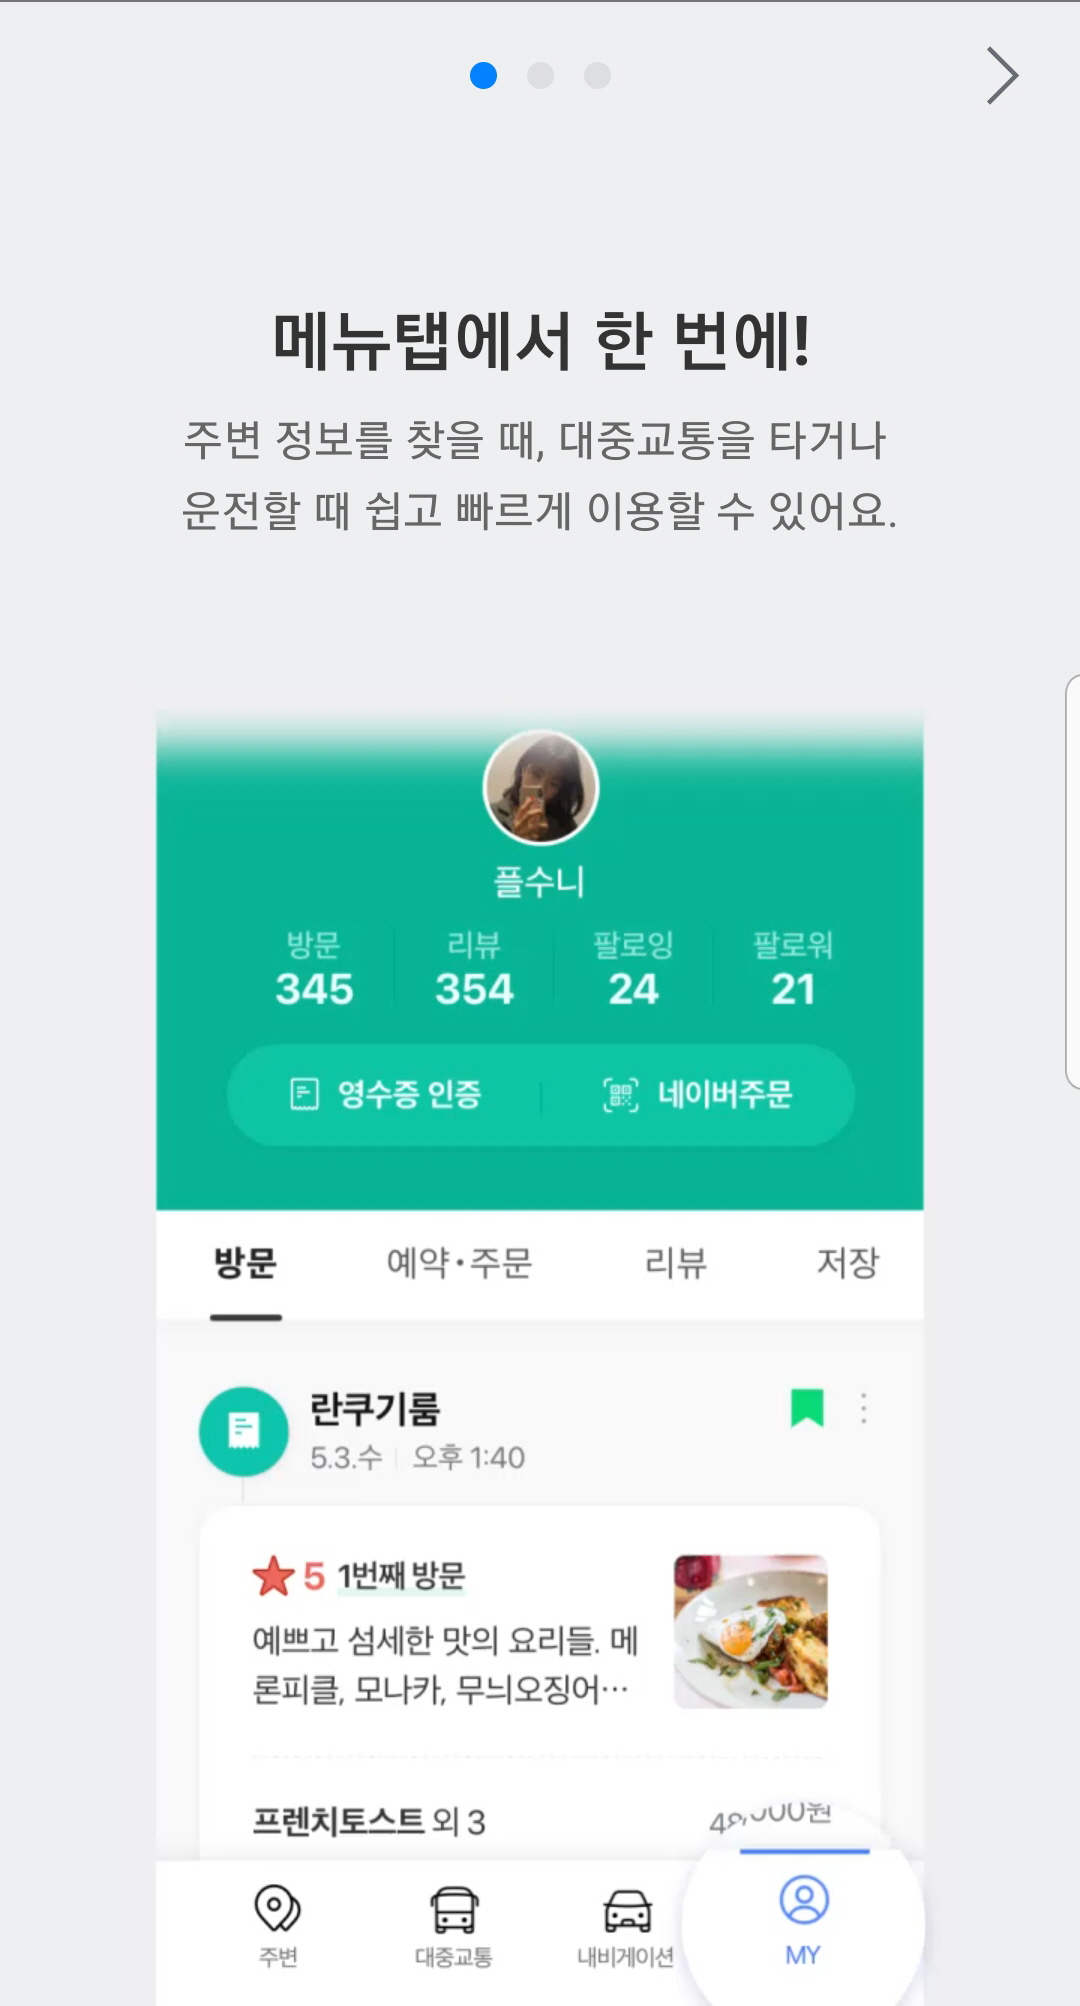 메뉴탭에서 한 번에!
주변 정보를 찾을 때, 대중교통을 타거나
운전할 때 쉽고 빠르게 이용할 수 있어요.
플수니
방문 리뷰 팔로잉 팔로워
345 354 24 21
영수증 인증 네이버주문
방문 예약·주문 리뷰 저장
란쿠기룸
5.3.수 오후 1:40
5 1번째 방문
예쁘고 섬세한 맛의 요리들. 메
론피클, 모나카, 무늬오징어…
프렌치토스트 외 3 48,000원
주변 대중교통 내비게이션 MY